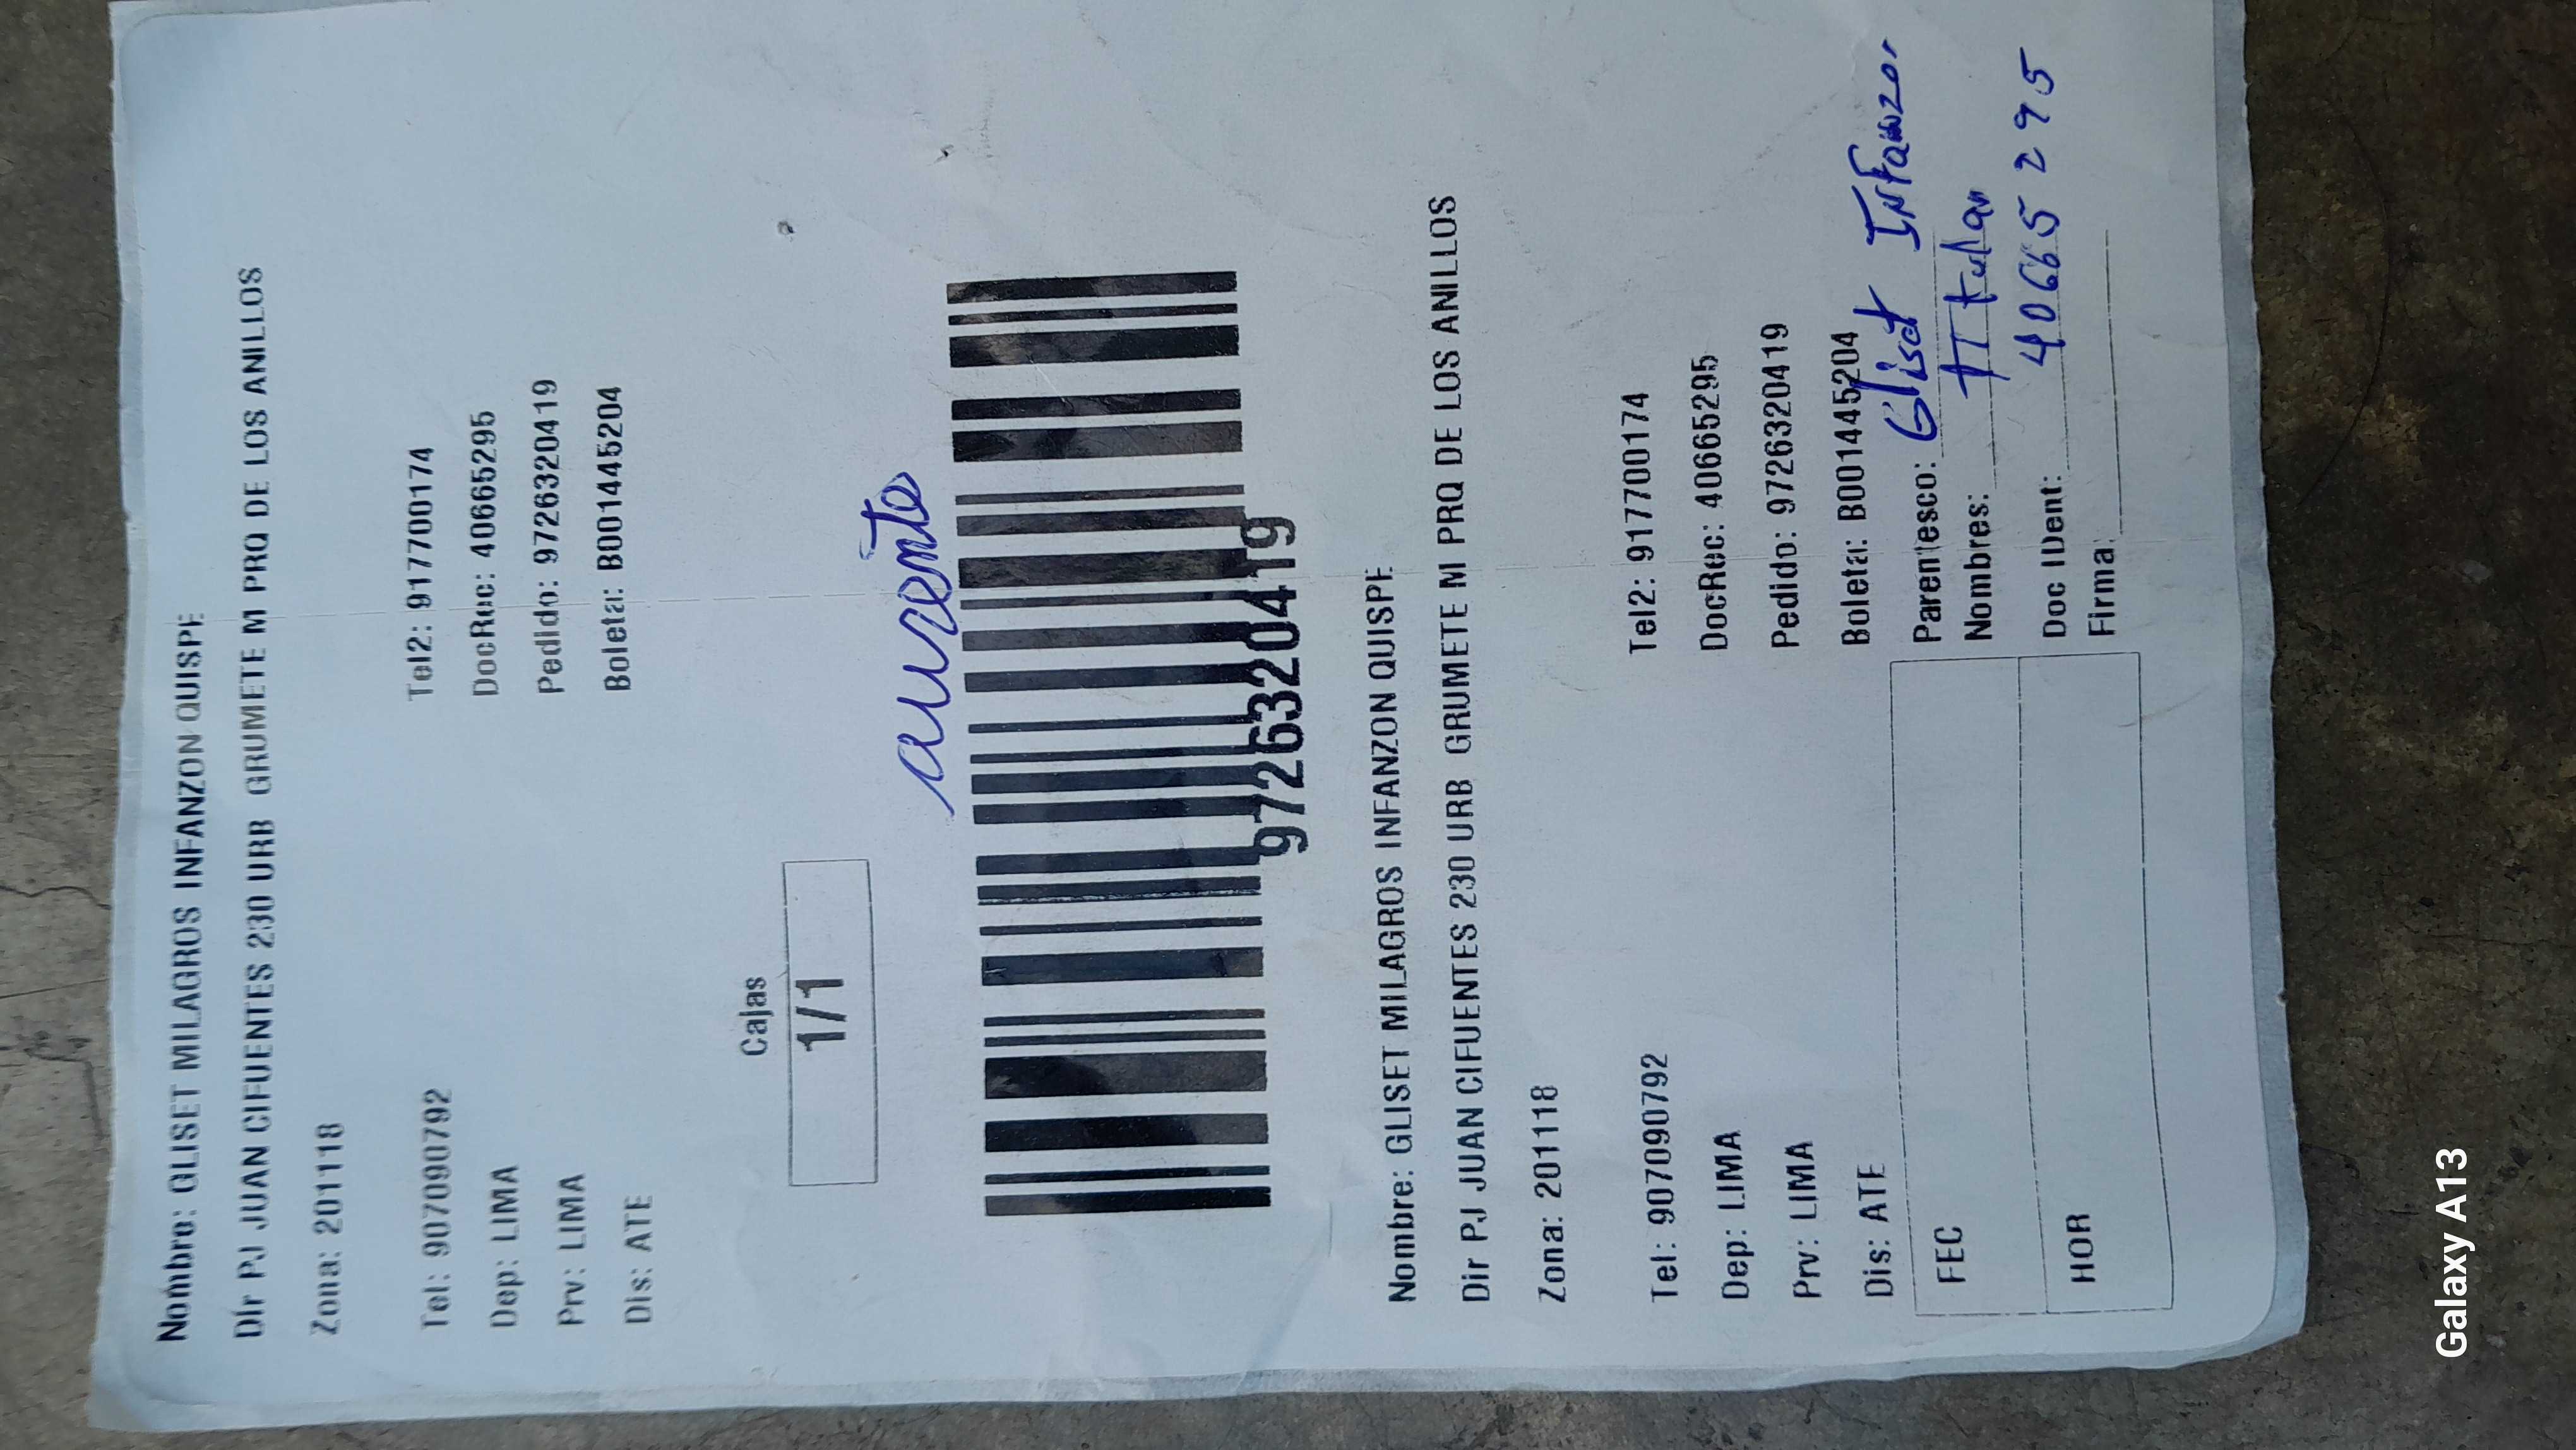 Nombre: GLISET MILAGROS INFANZON QUISPE
Dir PJ JUAN CIFUENTES 230 URB GRUMETE M PRQ DE LOS ANILLOS
Zona: 201118
Tel: 907090792 Tel2: 917700174
Dep: LIMA DocRec: 40665295
Prv: LIMA Pedido: 9726320419
Dis: ATE Boleta: B001445204
Cajas
1/1
9726320419
Nombre: GLISET MILAGROS INFANZON QUISPE
Dir PJ JUAN CIFUENTES 230 URB GRUMETE M PRQ DE LOS ANILLOS
Zona: 201118
Tel: 907090792 Tel2: 917700174
Dep: LIMA DocRec: 40665295
Prv: LIMA Pedido: 9726320419
Dis: ATE Boleta: B001445204
FEC
HOR
Parentesco: Gliset Infanzon
Nombres: Titular
Doc IDent: 40665295
Firma:
Galaxy A13